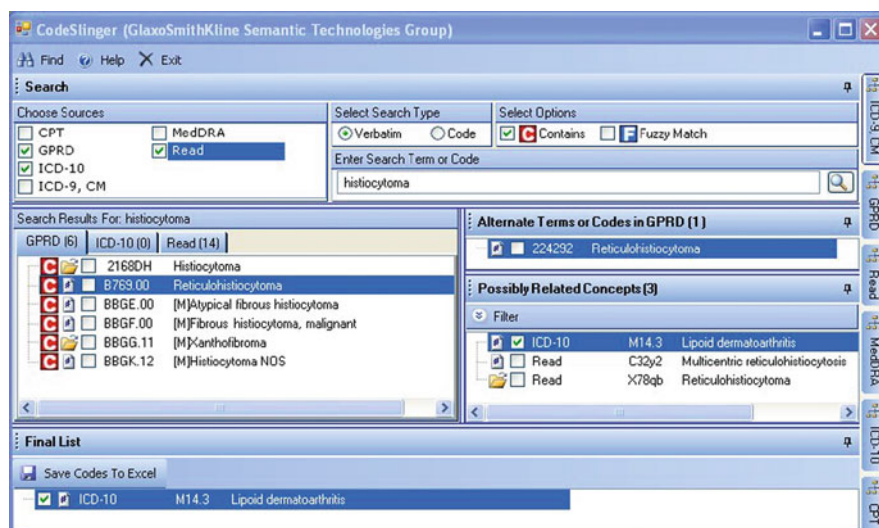 CodeSlinger (GlaxoSmithKline Semantic Technologies Group)
Find Help Exit
Search
Choose Sources
CPT
GPRD
ICD-10
ICD-9, CM
MedDRA
Read
Select Search Type
Verbatim Code
Select Options
C Contains F Fuzzy Match
Enter Search Term or Code
histiocytoma
Search Results For: histiocytoma
GPRD (6) ICD-10 (0) Read (14)
C 2168DH Histiocytoma
C B769.00 Reticulohistiocytoma
C BBGE.00 [M]Atypical fibrous histiocytoma
C BBGF.00 [M]Fibrous histiocytoma, malignant
C BBGG.11 [M]Xanthofibroma
C BBGK.12 [M]Histiocytoma NOS
Alternate Terms or Codes in GPRD (1)
224292 Reticulohistiocytoma
Possibly Related Concepts (3)
Filter
ICD-10 M14.3 Lipoid dermatoarthritis
Read C32y2 Multicentric reticulohistiocytosis
Read X78qb Reticulohistiocytoma
Final List
Save Codes To Excel
ICD-10 M14.3 Lipoid dermatoarthritis
ICD-9, CM
GPRD
Read
MedDRA
ICD-10
CPT